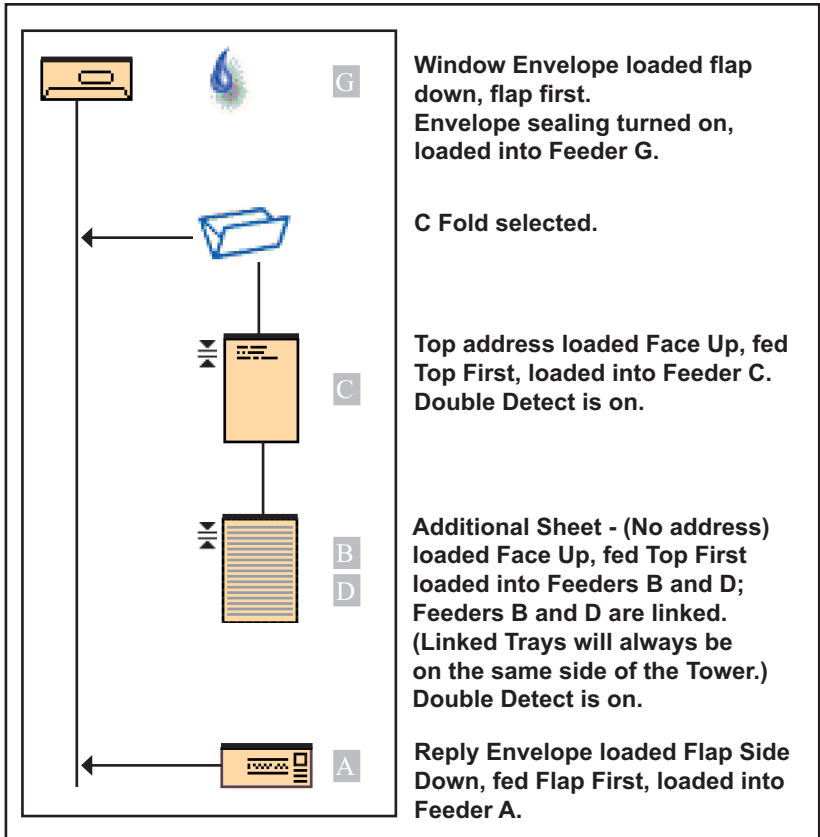 G
Window Envelope loaded flap
down, flap first.
Envelope sealing turned on,
loaded into Feeder G.
C Fold selected.
C
Top address loaded Face Up, fed
Top First, loaded into Feeder C.
Double Detect is on.
B
D
Additional Sheet - (No address)
loaded Face Up, fed Top First
loaded into Feeders B and D;
Feeders B and D are linked.
(Linked Trays will always be
on the same side of the Tower.)
Double Detect is on.
A
Reply Envelope loaded Flap Side
Down, fed Flap First, loaded into
Feeder A.